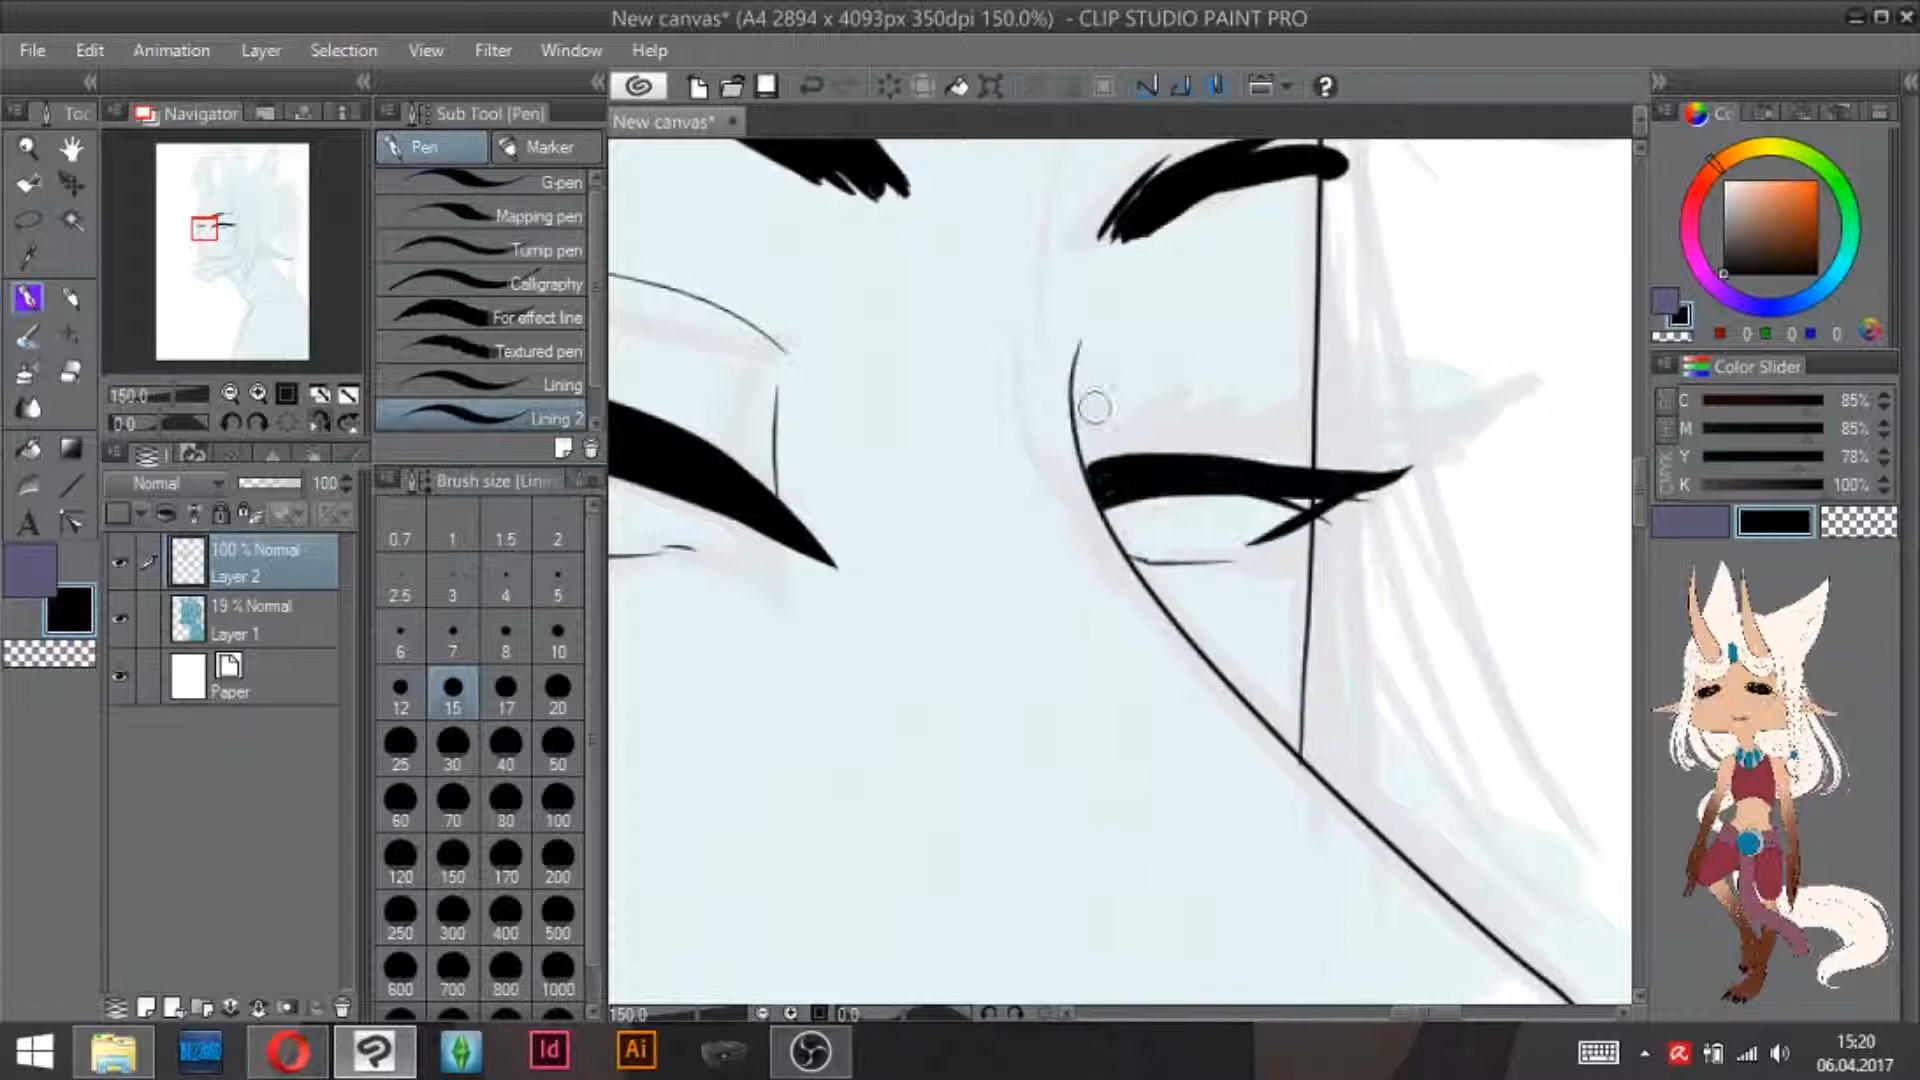 New canvas* (A4 2894 x 4093px 350dpi 150.0%) - CLIP STUDIO PAINT PRO
File Edit Animation Layer Selection View Filter Window Help
Navigator
Sub Tool [Pen]
New canvas*
Pen
Marker
G-pen
Mapping pen
Turnip pen
Calligraphy
For effect line
Textured pen
Lining
Lining 2
150.0
0.0
Normal 100
100 % Normal
Layer 2
19 % Normal
Layer 1
Paper
Brush size [Linin
0.7 1 1.5 2
2.5 3 4 5
6 7 8 10
12 15 17 20
25 30 40 50
60 70 80 100
120 150 170 200
250 300 400 500
600 700 800 1000
150.0
0.0
0 0 0
Color Slider
C 85%
M 85%
Y 78%
K 100%
CMYK
Id
Ai
15:20
06.04.2017